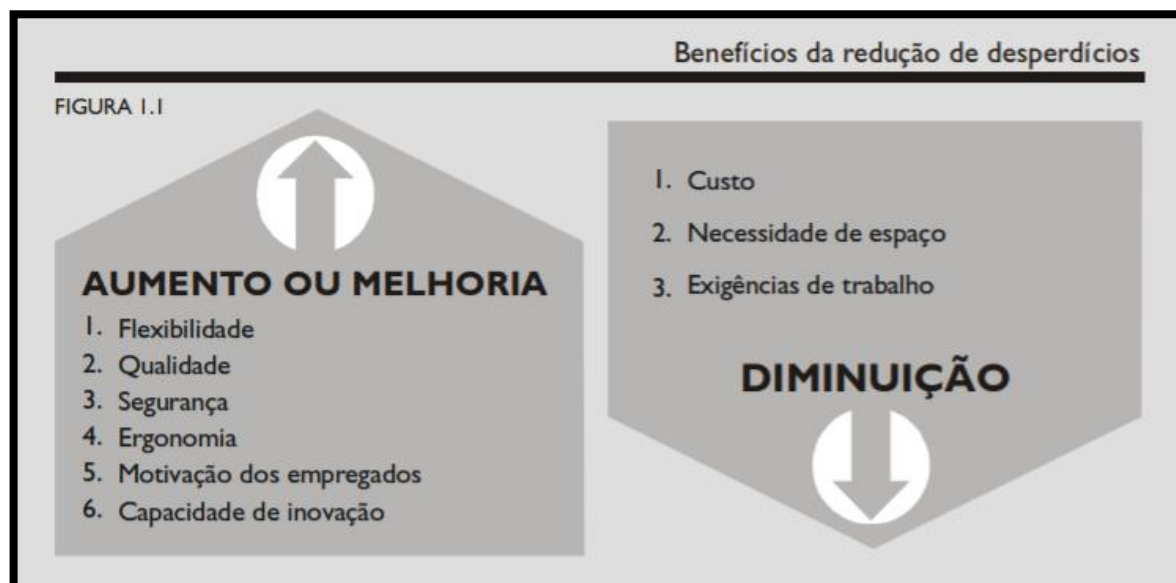 Benefícios da redução de desperdícios
FIGURA 1.1
AUMENTO OU MELHORIA
1. Flexibilidade
2. Qualidade
3. Segurança
4. Ergonomia
5. Motivação dos empregados
6. Capacidade de inovação
1. Custo
2. Necessidade de espaço
3. Exigências de trabalho
DIMINUIÇÃO